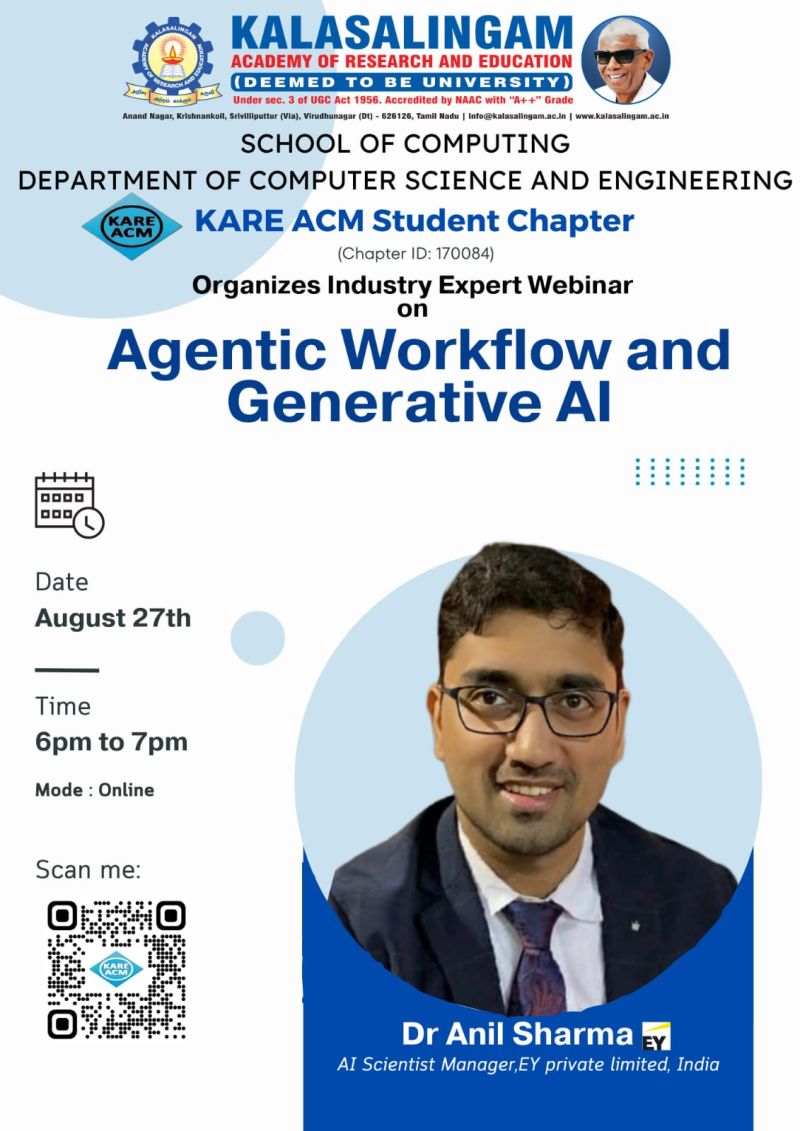 KALASALINGAM
ACADEMY OF RESEARCH AND EDUCATION
(DEEMED TO BE UNIVERSITY)
Under sec. 3 of UGC Act 1956. Accredited by NAAC with "A++" Grade
Anand Nagar, Krishnankoil, Srivilliputtur (Via), Virudhunagar (Dt) - 626126, Tamil Nadu | info@kalasalingam.ac.in | www.kalasalingam.ac.in
SCHOOL OF COMPUTING
DEPARTMENT OF COMPUTER SCIENCE AND ENGINEERING
KARE
ACM
KARE ACM Student Chapter
(Chapter ID: 170084)
Organizes Industry Expert Webinar
on
Agentic Workflow and
Generative AI
Date
August 27th
Time
6pm to 7pm
Mode : Online
Scan me:
KARE
ACM
Dr Anil Sharma
EY
AI Scientist Manager,EY private limited, India